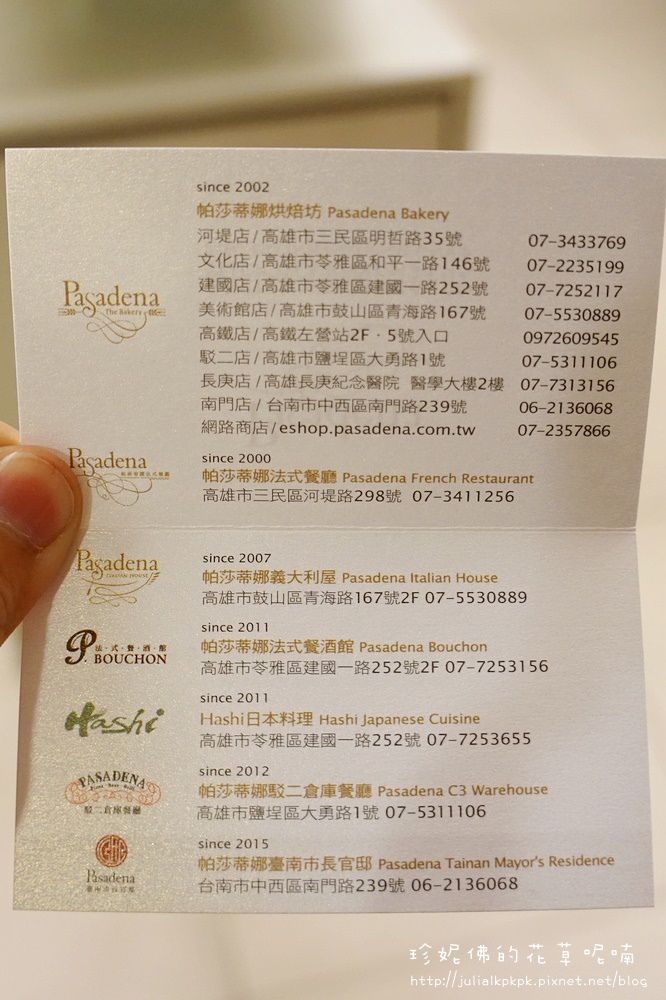 since 2002
帕莎蒂娜烘焙坊 Pasadena Bakery
河堤店/高雄市三民區明哲路35號 07-3433769
文化店/高雄市苓雅區和平一路146號 07-2235199
建國店/高雄市苓雅區建國一路252號 07-7252117
美術館店/高雄市鼓山區青海路167號 07-5530889
高鐵店/高鐵左營站2F・5號入口 0972609545
駁二店/高雄市鹽埕區大勇路1號 07-5311106
長庚店/高雄長庚紀念醫院 醫學大樓2樓 07-7313156
南門店/台南市中西區南門路239號 06-2136068
網路商店/eshop.pasadena.com.tw 07-2357866
Pasadena
The Bakery
since 2000
帕莎蒂娜法式餐廳 Pasadena French Restaurant
高雄市三民區河堤路298號 07-3411256
Pasadena
since 2007
帕莎蒂娜義大利屋 Pasadena Italian House
高雄市鼓山區青海路167號2F 07-5530889
Pasadena
ITALIAN HOUSE
since 2011
帕莎蒂娜法式餐酒館 Pasadena Bouchon
高雄市苓雅區建國一路252號2F 07-7253156
P. 法・式・餐・酒・館
BOUCHON
since 2011
Hashi日本料理 Hashi Japanese Cuisine
高雄市苓雅區建國一路252號 07-7253655
Hashi
since 2012
帕莎蒂娜駁二倉庫餐廳 Pasadena C3 Warehouse
高雄市鹽埕區大勇路1號 07-5311106
PASADENA
駁二倉庫餐廳
since 2015
帕莎蒂娜臺南市長官邸 Pasadena Tainan Mayor's Residence
台南市中西區南門路239號 06-2136068
Pasadena
珍妮佛的花草呢喃
http://julialkpkpk.pixnet.net/blog